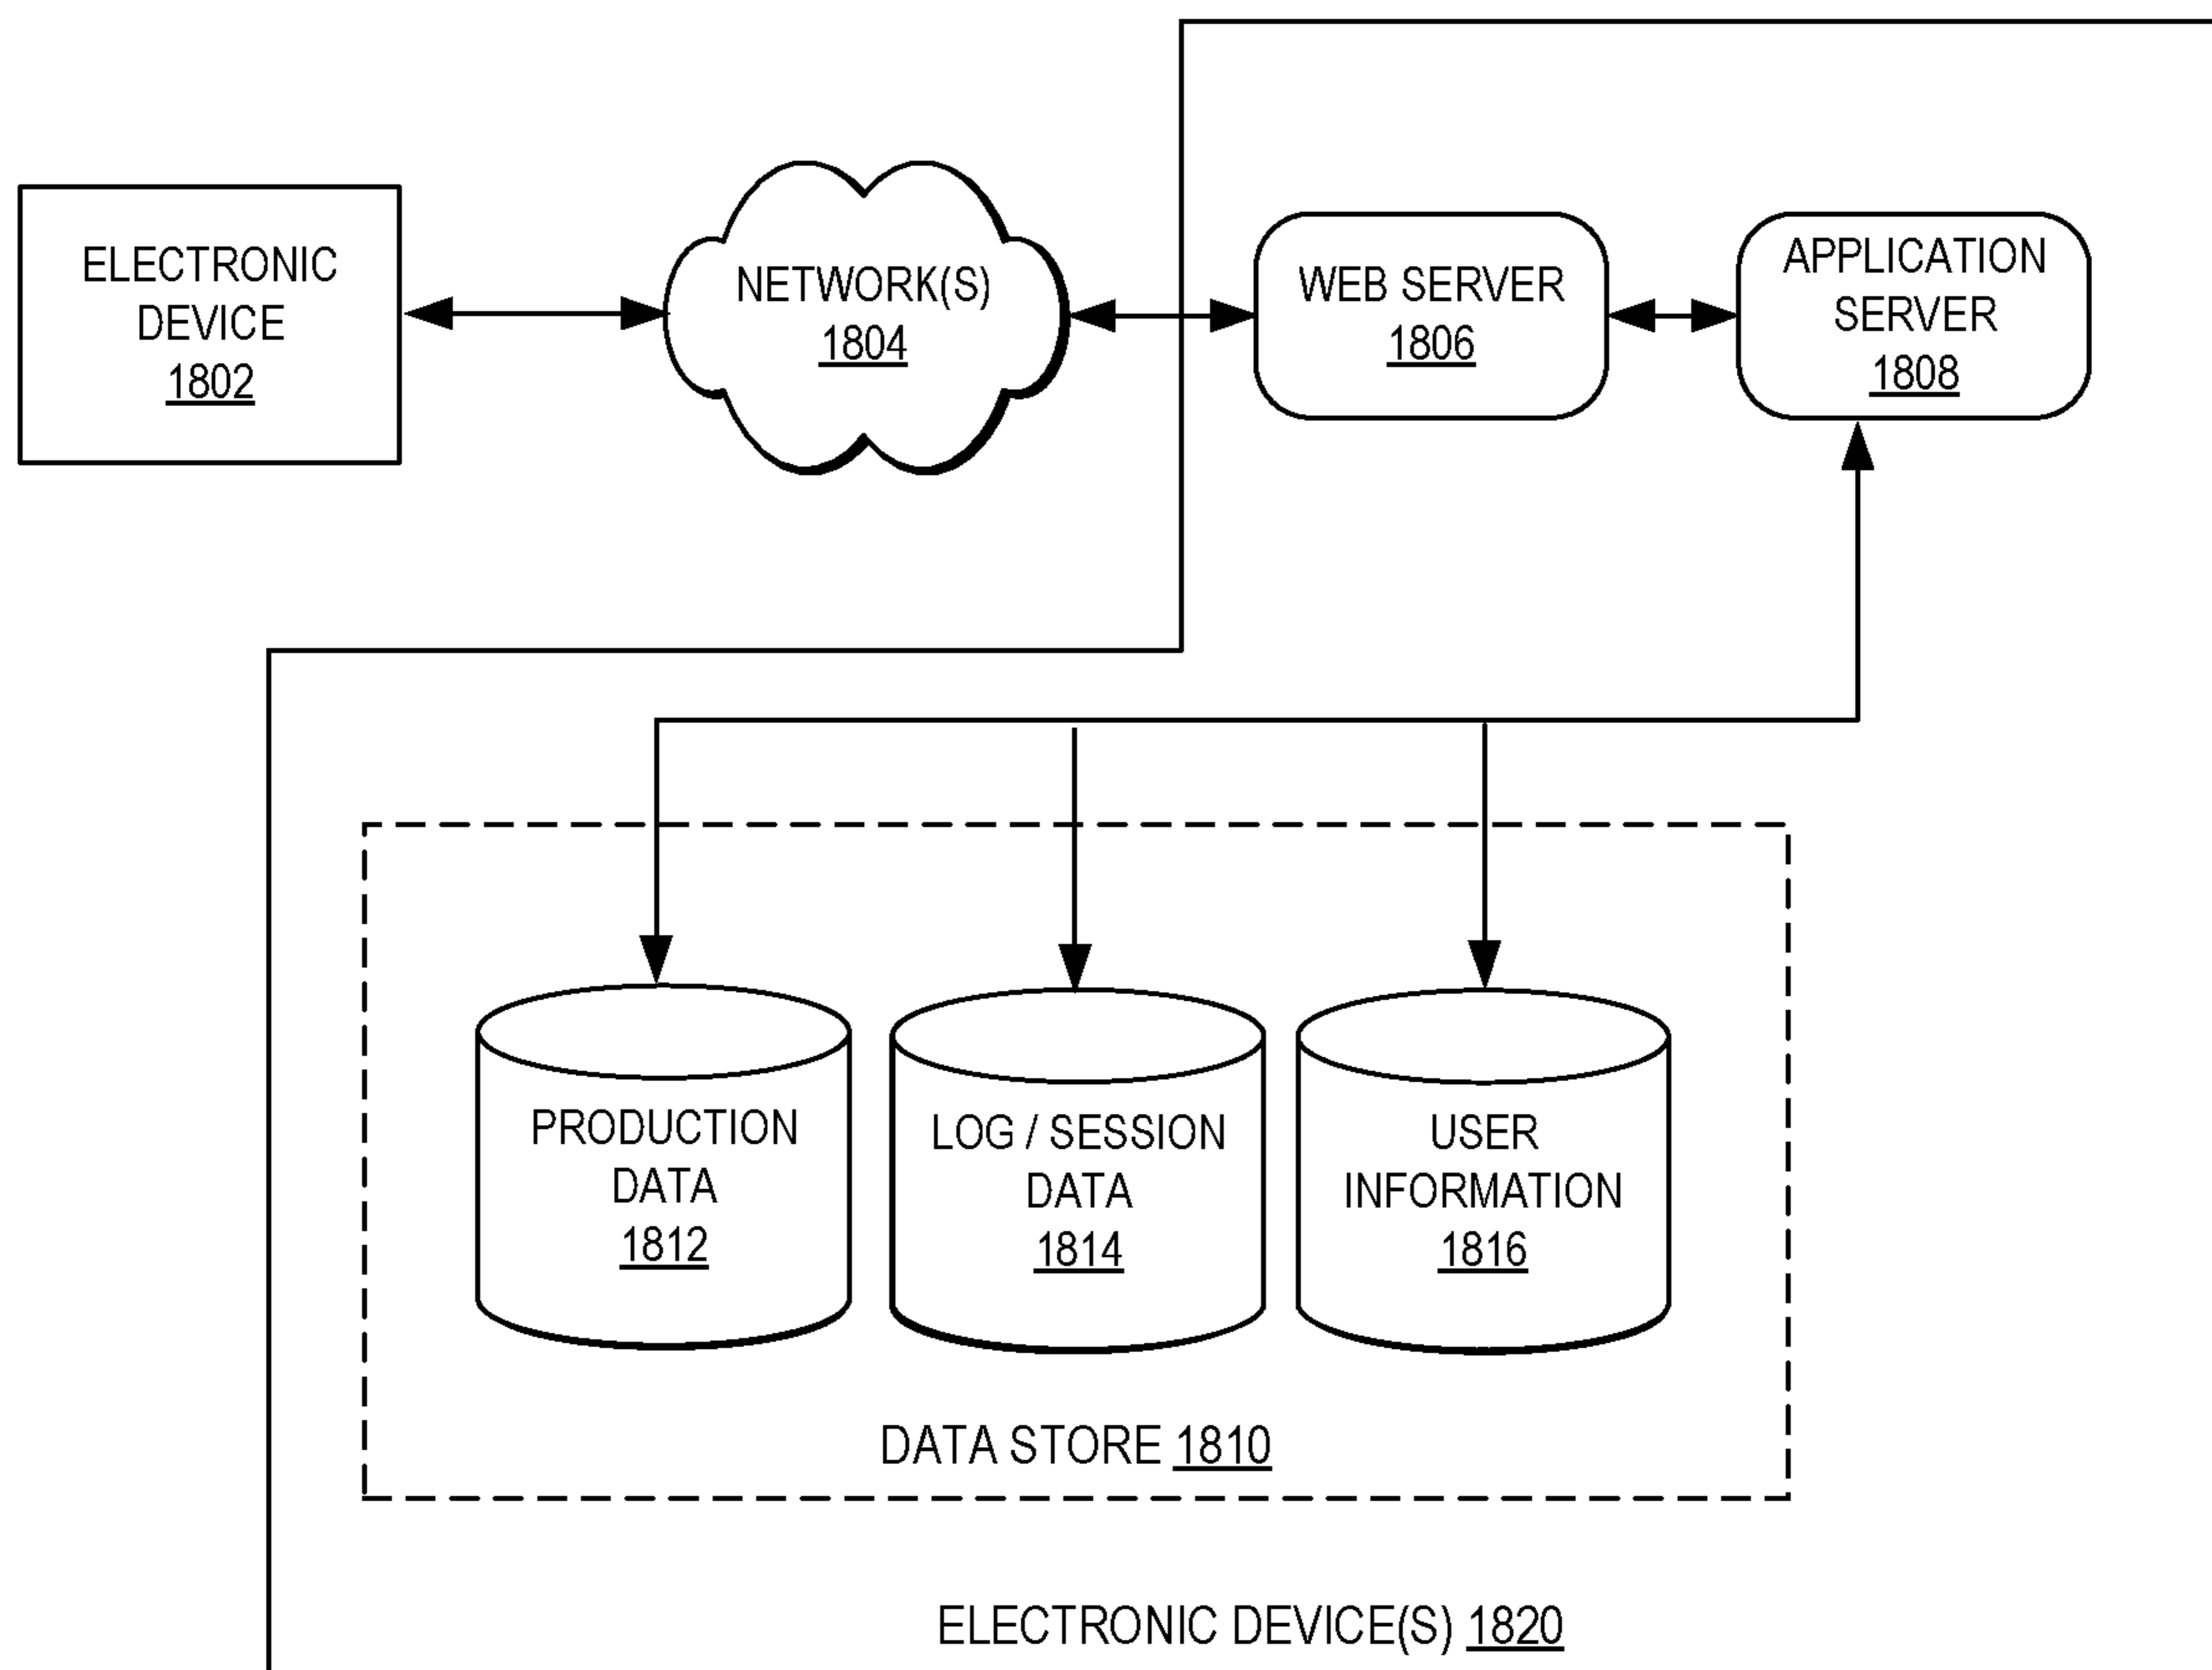 ELECTRONIC
DEVICE
1802
NETWORK(S)
1804
WEB SERVER
1806
APPLICATION
SERVER
1808
PRODUCTION
DATA
1812
LOG / SESSION
DATA
1814
USER
INFORMATION
1816
DATA STORE 1810
ELECTRONIC DEVICE(S) 1820